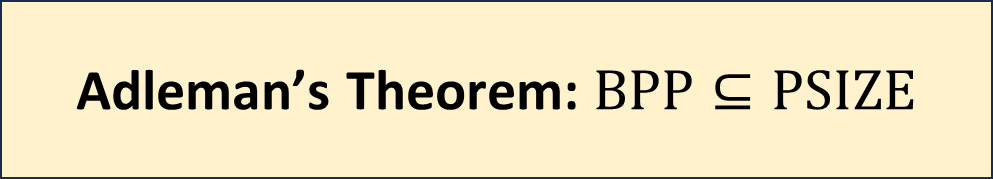 Adleman’s Theorem: BPP ⊆ PSIZE